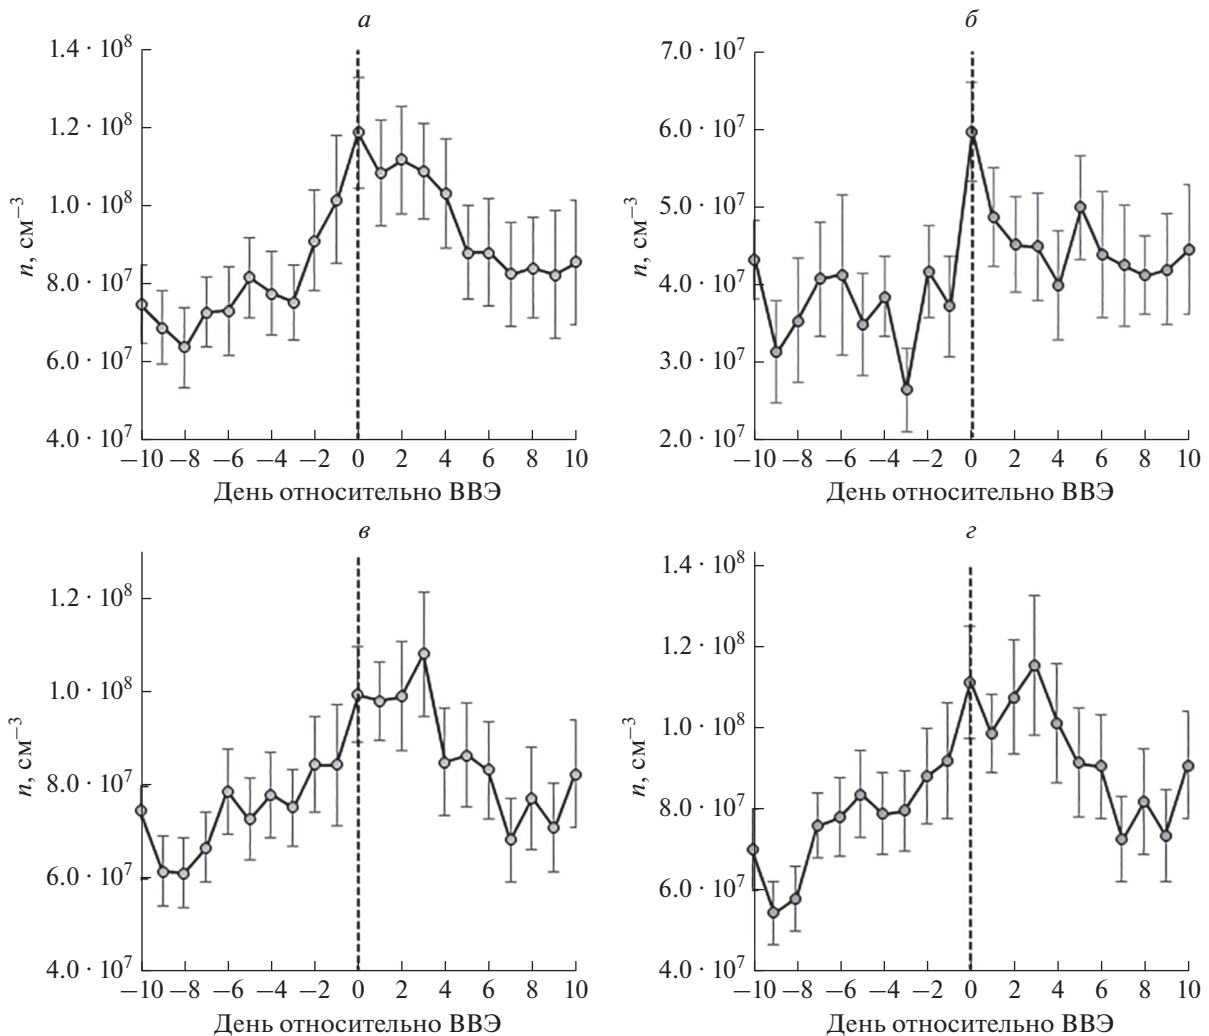 а
1.4 · 10⁸
1.2 · 10⁸
1.0 · 10⁸
8.0 · 10⁷
6.0 · 10⁷
4.0 · 10⁷
n, см⁻³
−10 −8 −6 −4 −2 0 2 4 6 8 10
День относительно ВВЭ
б
7.0 · 10⁷
6.0 · 10⁷
5.0 · 10⁷
4.0 · 10⁷
3.0 · 10⁷
2.0 · 10⁷
n, см⁻³
−10 −8 −6 −4 −2 0 2 4 6 8 10
День относительно ВВЭ
в
1.2 · 10⁸
1.0 · 10⁸
8.0 · 10⁷
6.0 · 10⁷
4.0 · 10⁷
n, см⁻³
−10 −8 −6 −4 −2 0 2 4 6 8 10
День относительно ВВЭ
г
1.4 · 10⁸
1.2 · 10⁸
1.0 · 10⁸
8.0 · 10⁷
6.0 · 10⁷
4.0 · 10⁷
n, см⁻³
−10 −8 −6 −4 −2 0 2 4 6 8 10
День относительно ВВЭ